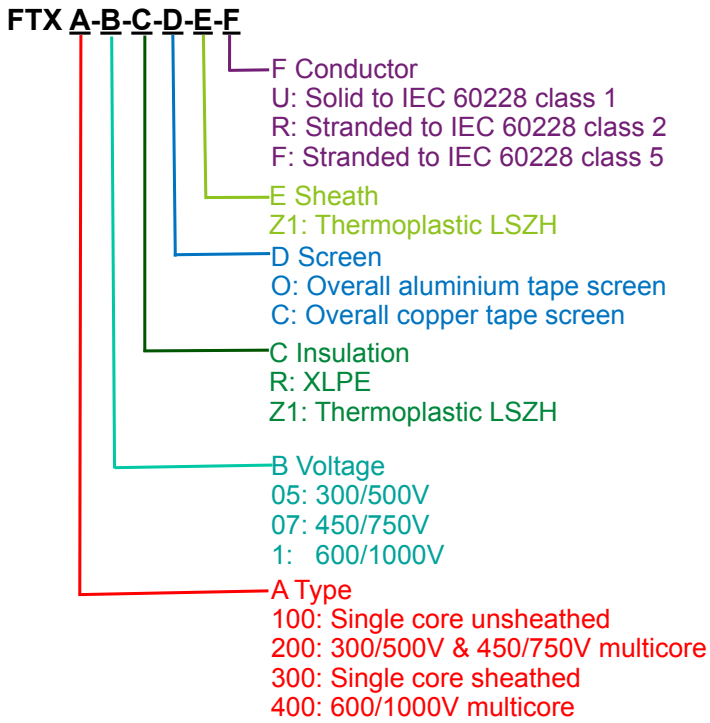 FTX A-B-C-D-E-F
F Conductor
U: Solid to IEC 60228 class 1
R: Stranded to IEC 60228 class 2
F: Stranded to IEC 60228 class 5
E Sheath
Z1: Thermoplastic LSZH
D Screen
O: Overall aluminium tape screen
C: Overall copper tape screen
C Insulation
R: XLPE
Z1: Thermoplastic LSZH
B Voltage
05: 300/500V
07: 450/750V
1: 600/1000V
A Type
100: Single core unsheathed
200: 300/500V & 450/750V multicore
300: Single core sheathed
400: 600/1000V multicore